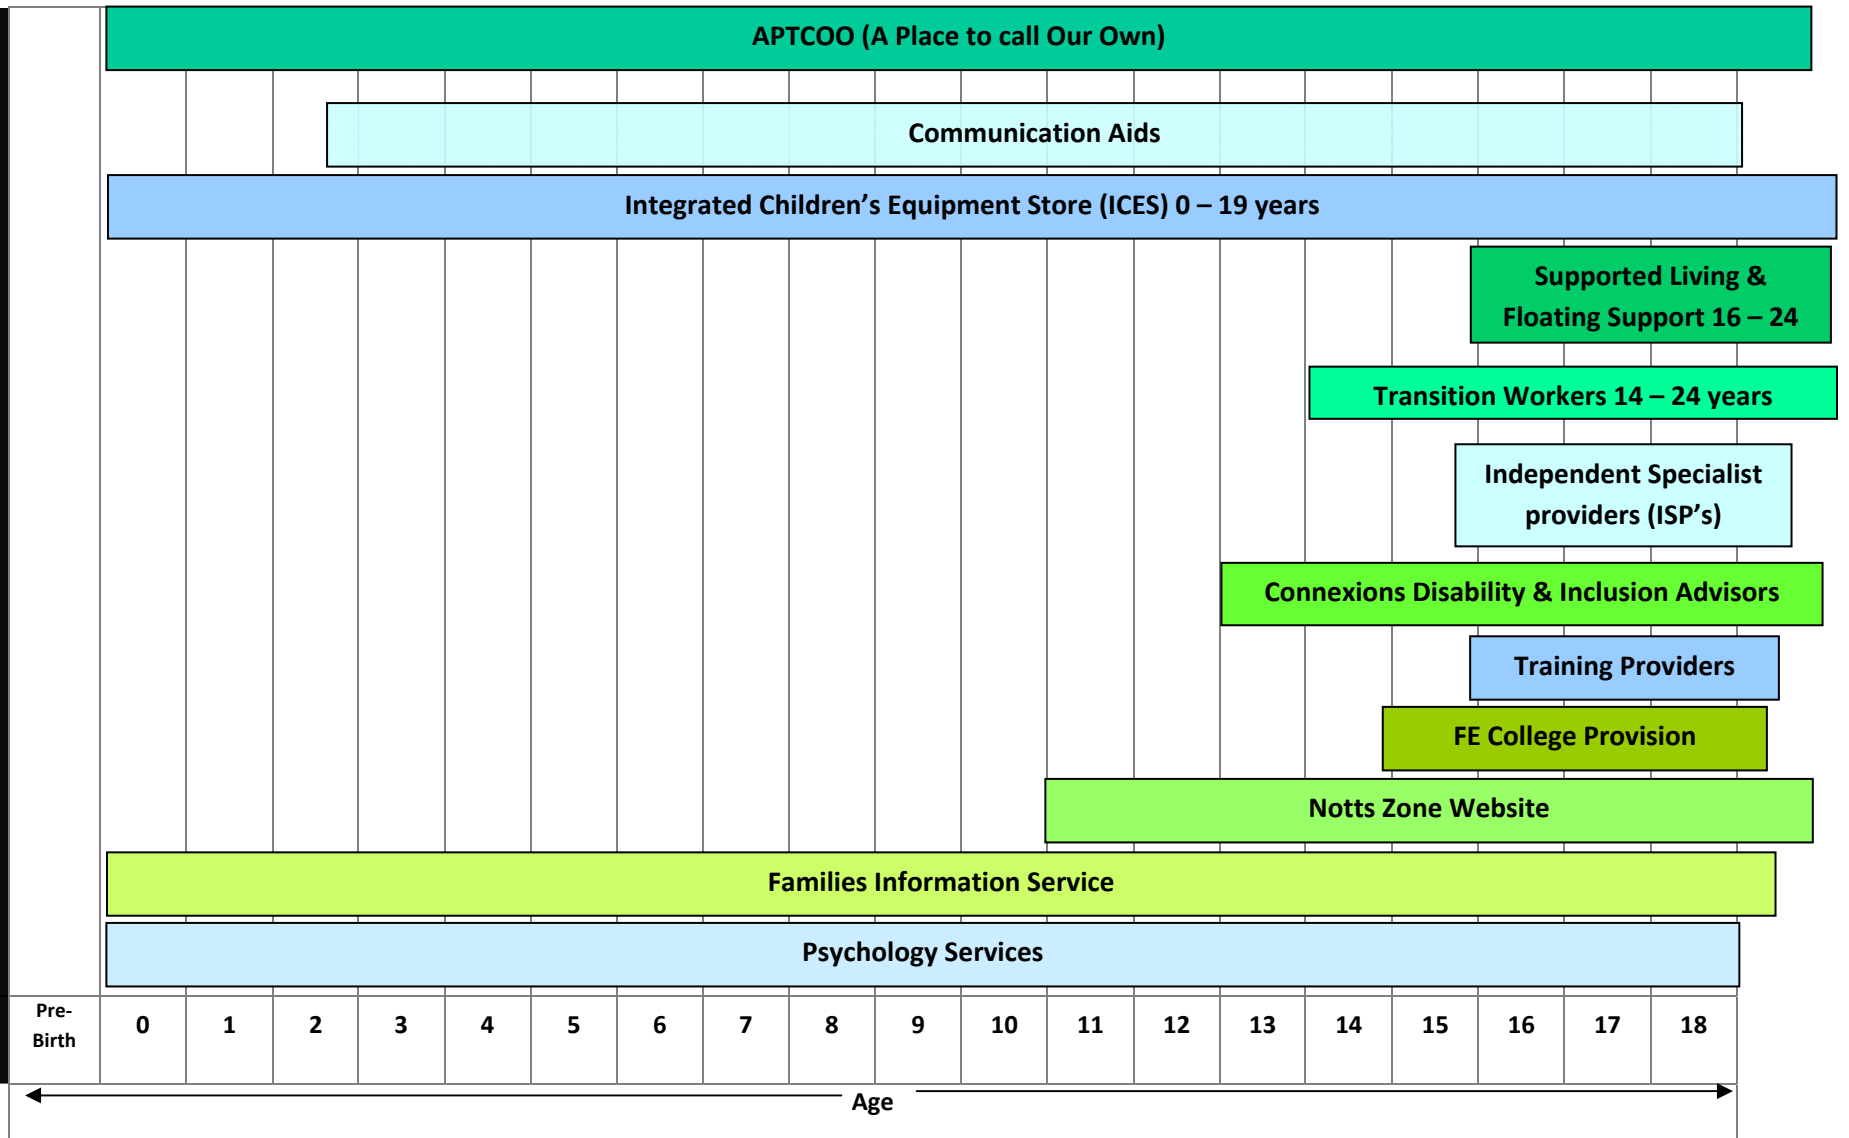 APTCOO (A Place to call Our Own)
Communication Aids
Integrated Children’s Equipment Store (ICES) 0 – 19 years
Supported Living &
Floating Support 16 – 24
Transition Workers 14 – 24 years
Independent Specialist
providers (ISP’s)
Connexions Disability & Inclusion Advisors
Training Providers
FE College Provision
Notts Zone Website
Families Information Service
Psychology Services
Pre-
Birth
0 1 2 3 4 5 6 7 8 9 10 11 12 13 14 15 16 17 18
Age